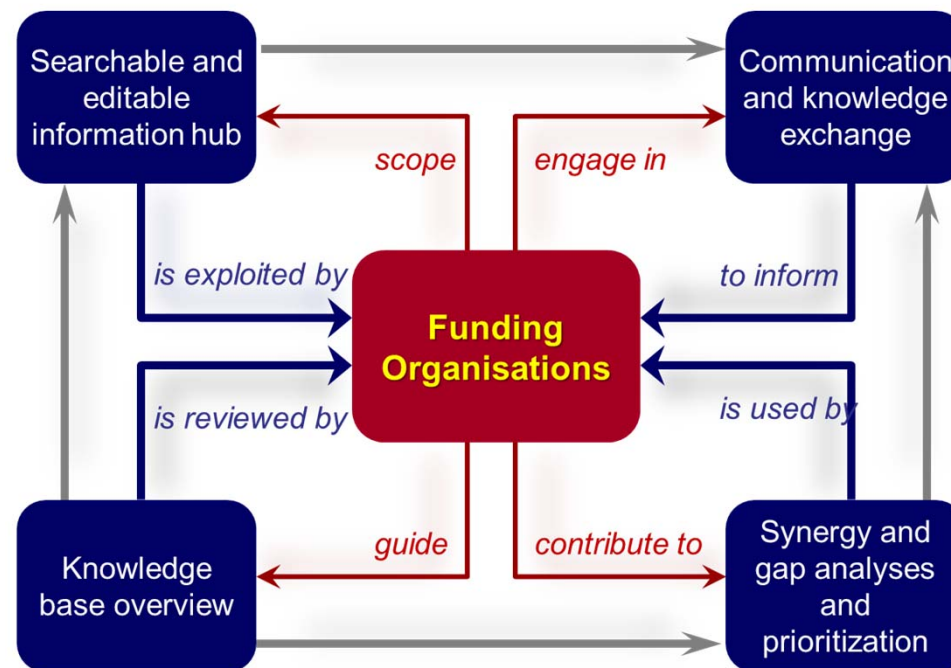 Searchable and
editable
information hub
Communication
and knowledge
exchange
scope
engage in
is exploited by
to inform
Funding
Organisations
is reviewed by
is used by
guide
contribute to
Knowledge
base overview
Synergy and
gap analyses
and
prioritization